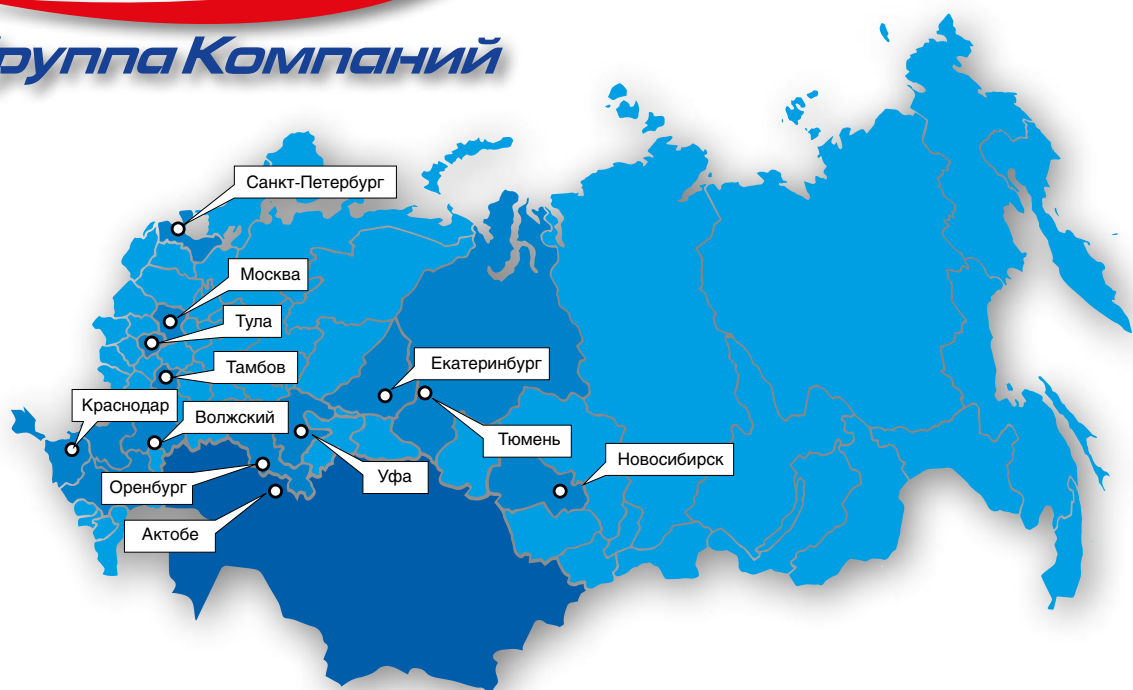 Группа Компаний
Санкт-Петербург
Москва
Тула
Тамбов
Екатеринбург
Краснодар
Волжский
Тюмень
Новосибирск
Уфа
Оренбург
Актобе